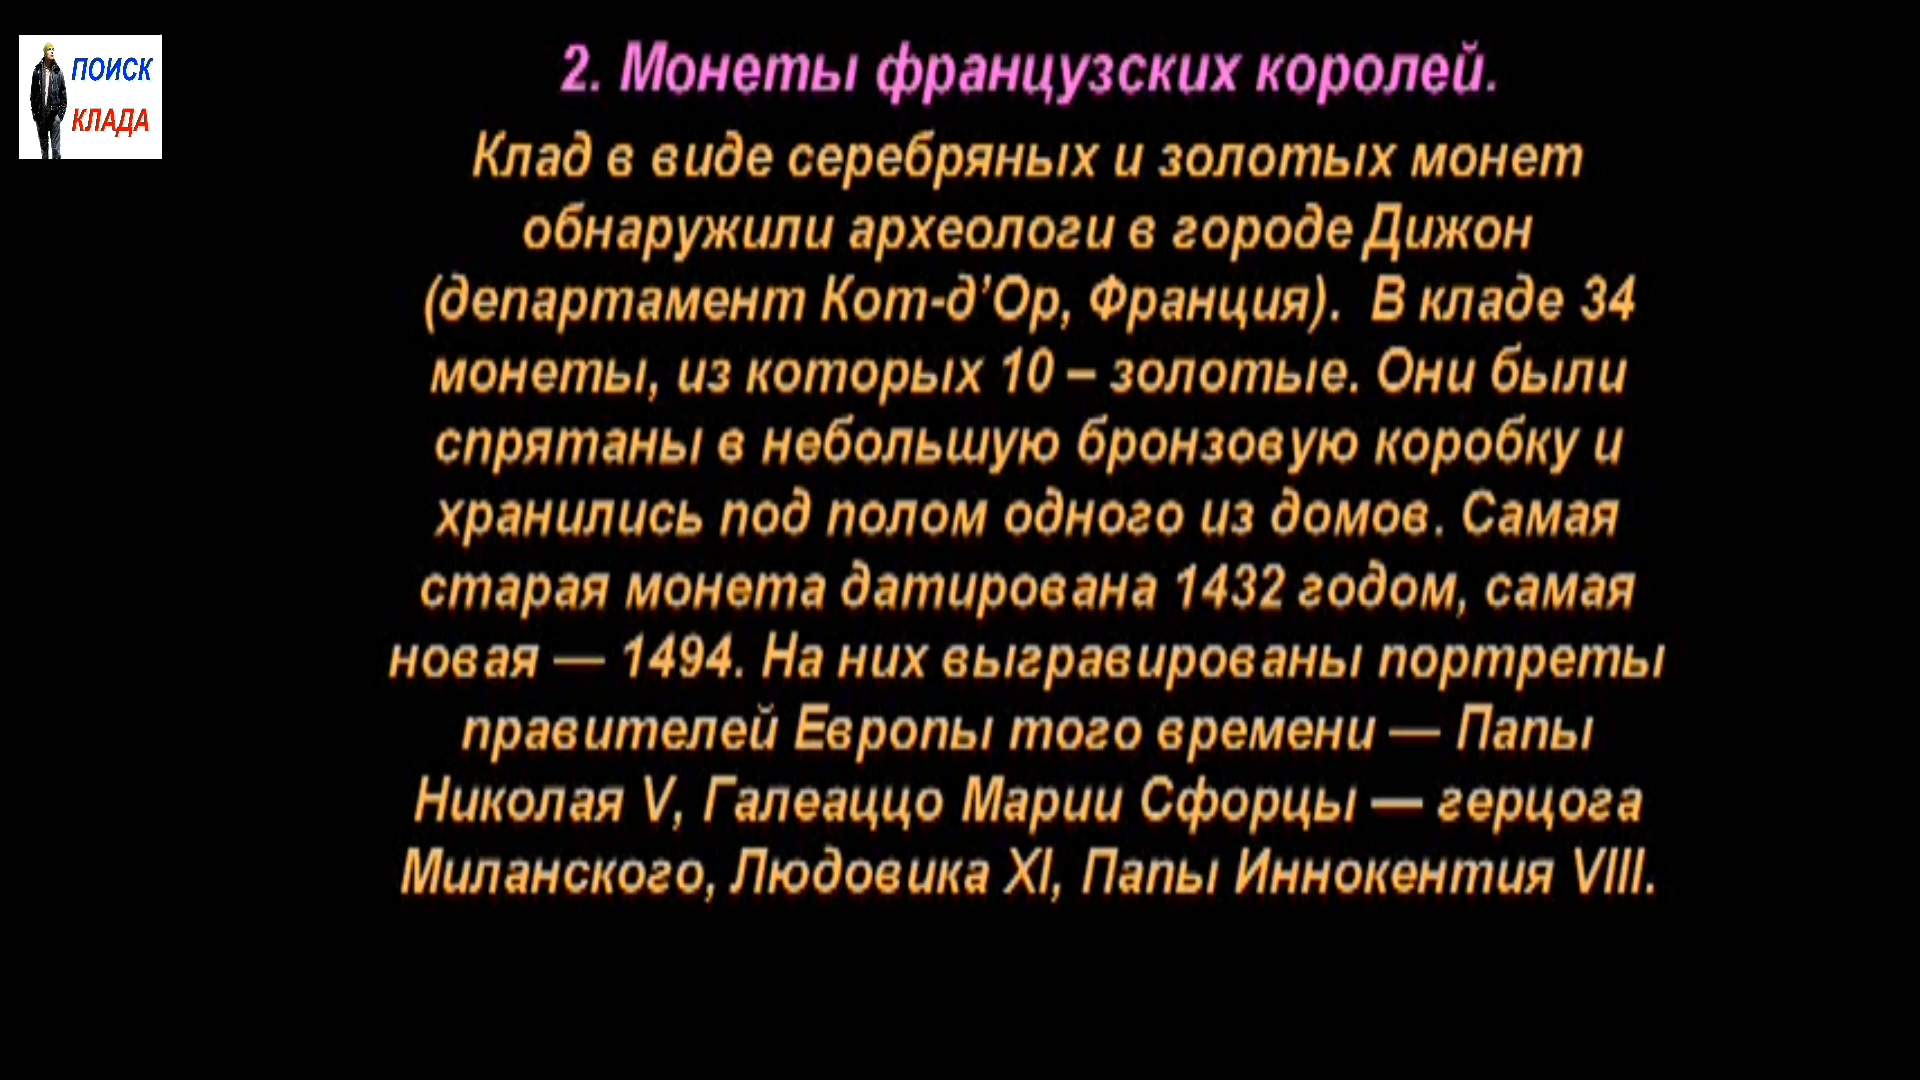 ПОИСК
КЛАДА
2. Монеты французских королей.
Клад в виде серебряных и золотых монет
обнаружили археологи в городе Дижон
(департамент Кот-д’Ор, Франция). В кладе 34
монеты, из которых 10 – золотые. Они были
спрятаны в небольшую бронзовую коробку и
хранились под полом одного из домов. Самая
старая монета датирована 1432 годом, самая
новая — 1494. На них выгравированы портреты
правителей Европы того времени — Папы
Николая V, Галеаццо Марии Сфорцы — герцога
Миланского, Людовика XI, Папы Иннокентия VIII.